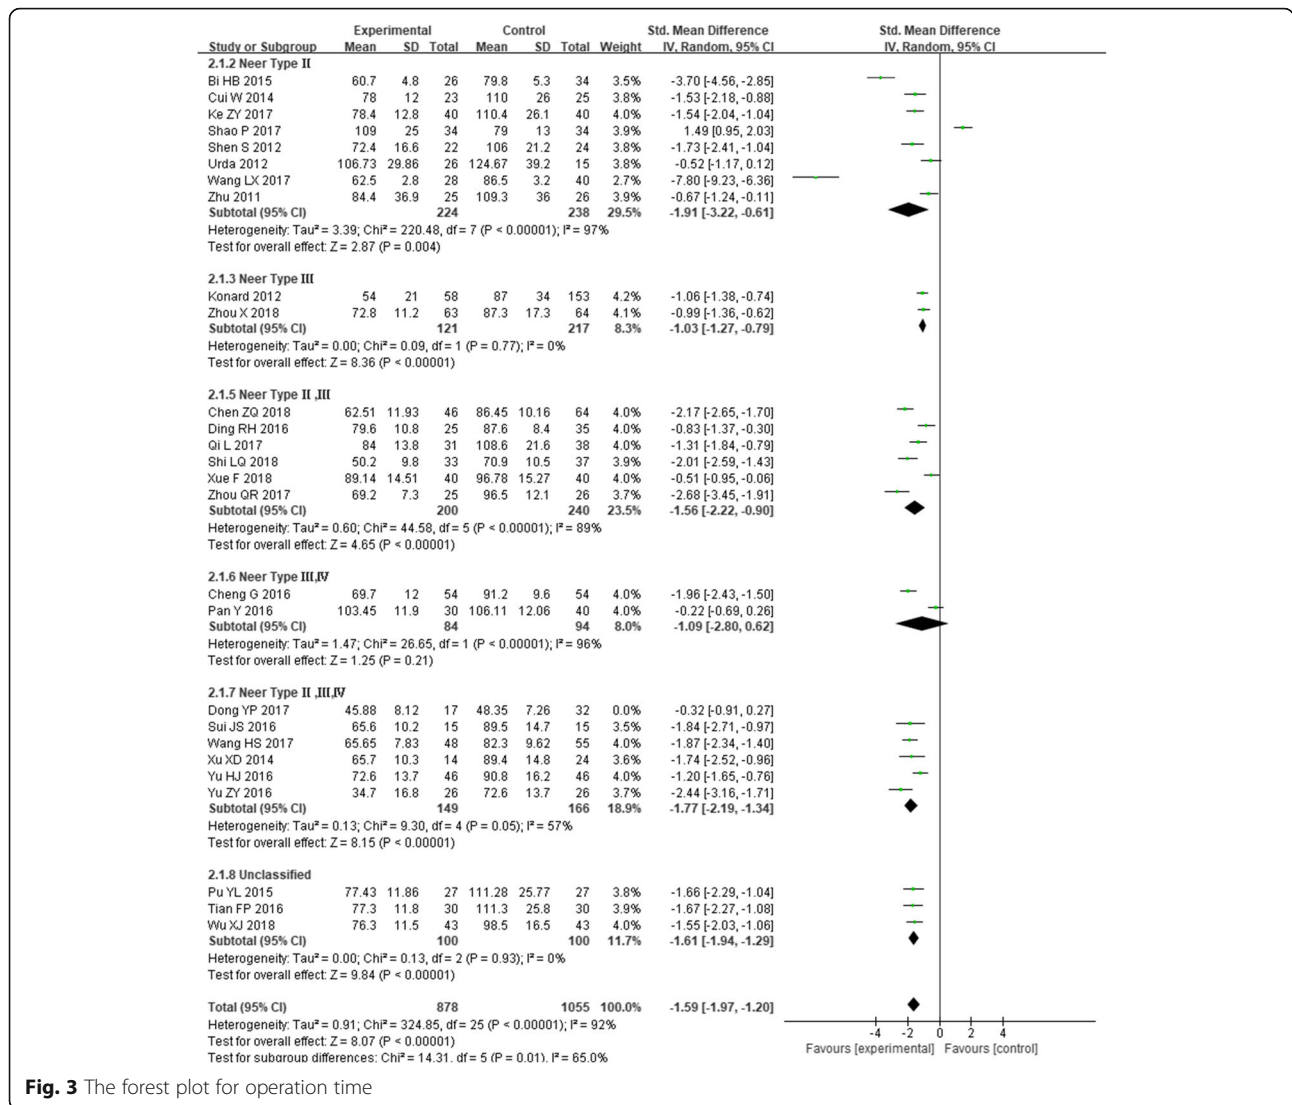 Experimental Control Std. Mean Difference Std. Mean Difference
Study or Subgroup Mean SD Total Mean SD Total Weight IV, Random, 95% CI IV, Random, 95% CI
2.1.2 Neer Type II
Bi HB 2015 60.7 4.8 26 79.8 5.3 34 3.5% -3.70 [-4.56, -2.85]
Cui W 2014 78 12 23 110 26 25 3.8% -1.53 [-2.18, -0.88]
Ke ZY 2017 78.4 12.8 40 110.4 26.1 40 4.0% -1.54 [-2.04, -1.04]
Shao P 2017 109 25 34 79 13 34 3.9% 1.49 [0.95, 2.03]
Shen S 2012 72.4 16.6 22 106 21.2 24 3.8% -1.73 [-2.41, -1.04]
Urda 2012 106.73 29.86 26 124.67 39.2 15 3.8% -0.52 [-1.17, 0.12]
Wang LX 2017 62.5 2.8 28 86.5 3.2 40 2.7% -7.80 [-9.23, -6.36]
Zhu 2011 84.4 36.9 25 109.3 36 26 3.9% -0.67 [-1.24, -0.11]
Subtotal (95% CI) 224 238 29.5% -1.91 [-3.22, -0.61]
Heterogeneity: Tau² = 3.39; Chi² = 220.48, df = 7 (P < 0.00001); I² = 97%
Test for overall effect: Z = 2.87 (P = 0.004)
2.1.3 Neer Type III
Konard 2012 54 21 58 87 34 153 4.2% -1.06 [-1.38, -0.74]
Zhou X 2018 72.8 11.2 63 87.3 17.3 64 4.1% -0.99 [-1.36, -0.62]
Subtotal (95% CI) 121 217 8.3% -1.03 [-1.27, -0.79]
Heterogeneity: Tau² = 0.00; Chi² = 0.09, df = 1 (P = 0.77); I² = 0%
Test for overall effect: Z = 8.36 (P < 0.00001)
2.1.5 Neer Type II ,III
Chen ZQ 2018 62.51 11.93 46 86.45 10.16 64 4.0% -2.17 [-2.65, -1.70]
Ding RH 2016 79.6 10.8 25 87.6 8.4 35 4.0% -0.83 [-1.37, -0.30]
Qi L 2017 84 13.8 31 108.6 21.6 38 4.0% -1.31 [-1.84, -0.79]
Shi LQ 2018 50.2 9.8 33 70.9 10.5 37 3.9% -2.01 [-2.59, -1.43]
Xue F 2018 89.14 14.51 40 96.78 15.27 40 4.0% -0.51 [-0.95, -0.06]
Zhou QR 2017 69.2 7.3 25 96.5 12.1 26 3.7% -2.68 [-3.45, -1.91]
Subtotal (95% CI) 200 240 23.5% -1.56 [-2.22, -0.90]
Heterogeneity: Tau² = 0.60; Chi² = 44.58, df = 5 (P < 0.00001); I² = 89%
Test for overall effect: Z = 4.65 (P < 0.00001)
2.1.6 Neer Type III,IV
Cheng G 2016 69.7 12 54 91.2 9.6 54 4.0% -1.96 [-2.43, -1.50]
Pan Y 2016 103.45 11.9 30 106.11 12.06 40 4.0% -0.22 [-0.69, 0.26]
Subtotal (95% CI) 84 94 8.0% -1.09 [-2.80, 0.62]
Heterogeneity: Tau² = 1.47; Chi² = 26.65, df = 1 (P < 0.00001); I² = 96%
Test for overall effect: Z = 1.25 (P = 0.21)
2.1.7 Neer Type II ,III,IV
Dong YP 2017 45.88 8.12 17 48.35 7.26 32 0.0% -0.32 [-0.91, 0.27]
Sui JS 2016 65.6 10.2 15 89.5 14.7 15 3.5% -1.84 [-2.71, -0.97]
Wang HS 2017 65.65 7.83 48 82.3 9.62 55 4.0% -1.87 [-2.34, -1.40]
Xu XD 2014 65.7 10.3 14 89.4 14.8 24 3.6% -1.74 [-2.52, -0.96]
Yu HJ 2016 72.6 13.7 46 90.8 16.2 46 4.0% -1.20 [-1.65, -0.76]
Yu ZY 2016 34.7 16.8 26 72.6 13.7 26 3.7% -2.44 [-3.16, -1.71]
Subtotal (95% CI) 149 166 18.9% -1.77 [-2.19, -1.34]
Heterogeneity: Tau² = 0.13; Chi² = 9.30, df = 4 (P = 0.05); I² = 57%
Test for overall effect: Z = 8.15 (P < 0.00001)
2.1.8 Unclassified
Pu YL 2015 77.43 11.86 27 111.28 25.77 27 3.8% -1.66 [-2.29, -1.04]
Tian FP 2016 77.3 11.8 30 111.3 25.8 30 3.9% -1.67 [-2.27, -1.08]
Wu XJ 2018 76.3 11.5 43 98.5 16.5 43 4.0% -1.55 [-2.03, -1.06]
Subtotal (95% CI) 100 100 11.7% -1.61 [-1.94, -1.29]
Heterogeneity: Tau² = 0.00; Chi² = 0.13, df = 2 (P = 0.93); I² = 0%
Test for overall effect: Z = 9.84 (P < 0.00001)
Total (95% CI) 878 1055 100.0% -1.59 [-1.97, -1.20]
Heterogeneity: Tau² = 0.91; Chi² = 324.85, df = 25 (P < 0.00001); I² = 92%
Test for overall effect: Z = 8.07 (P < 0.00001)
Test for subgroup differences: Chi² = 14.31, df = 5 (P = 0.01), I² = 65.0%
-4 -2 0 2 4
Favours [experimental] Favours [control]
Fig. 3 The forest plot for operation time